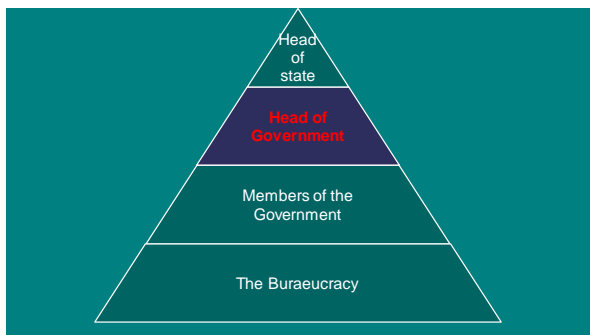 Head
of
state
Head of
Government
Members of the
Government
The Buraeucracy